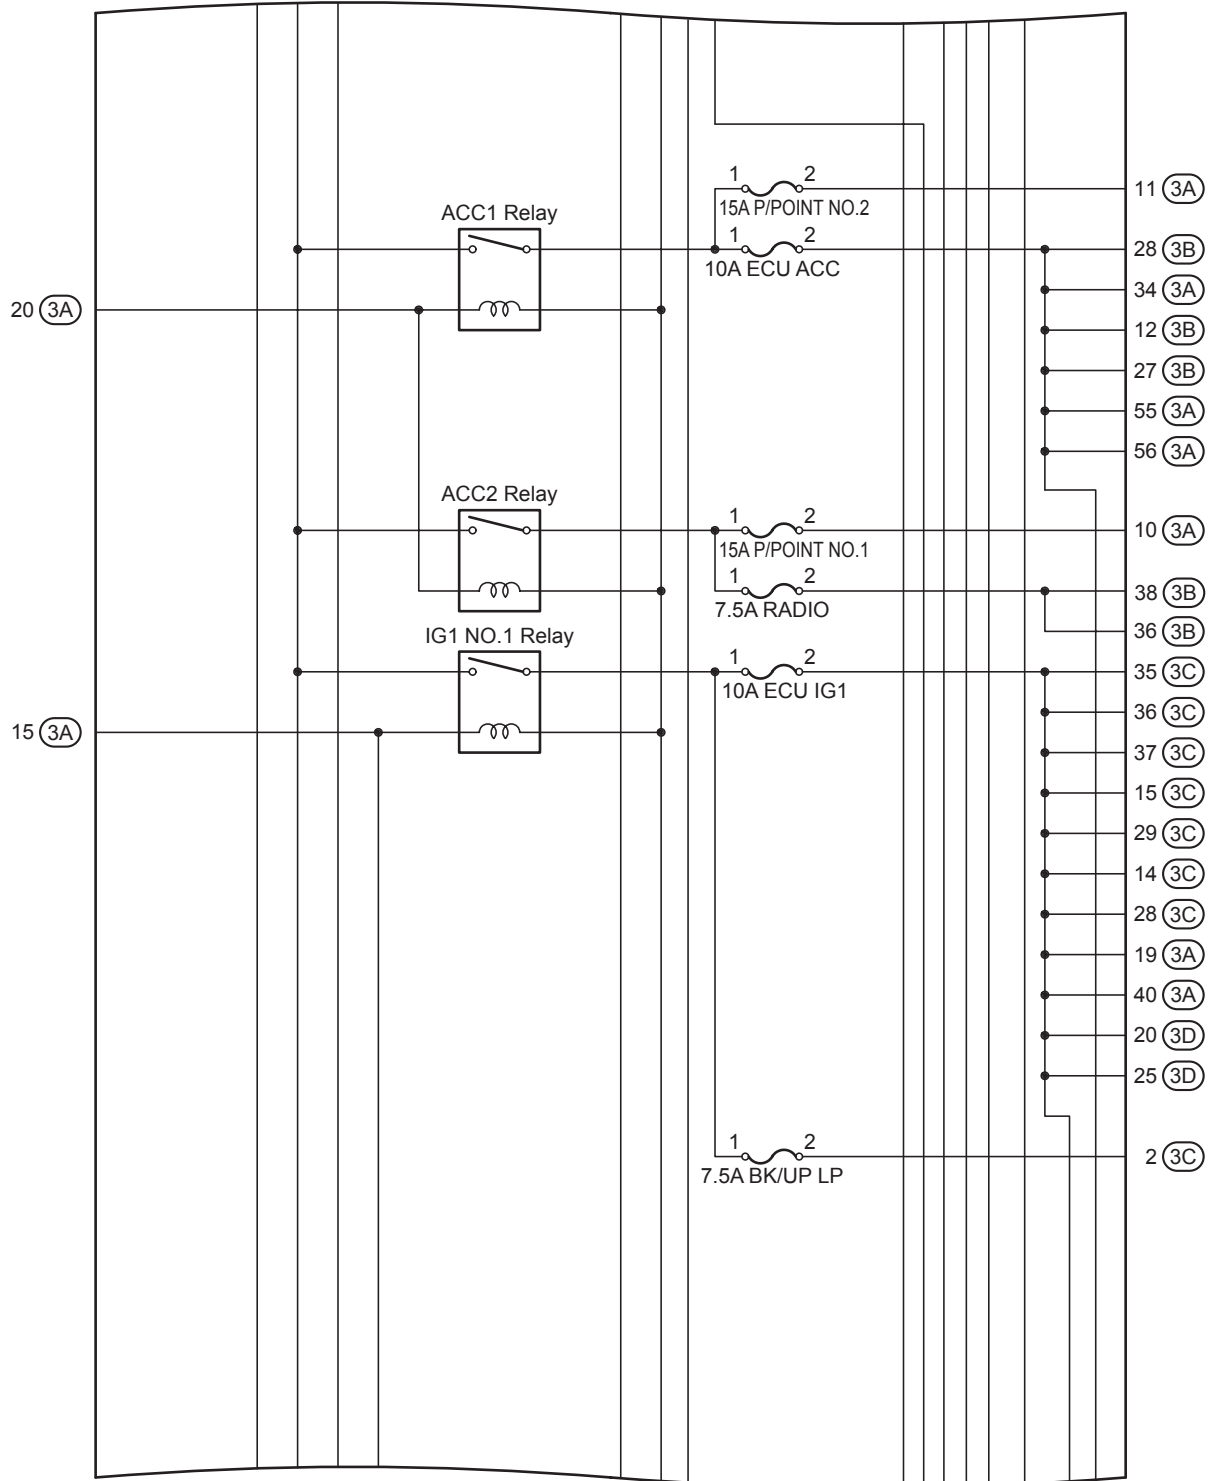 1 2
15A P/POINT NO.2
11 3A
ACC1 Relay
1 2
10A ECU ACC
28 3B
34 3A
20 3A
12 3B
27 3B
55 3A
56 3A
ACC2 Relay
1 2
15A P/POINT NO.1
10 3A
1 2
7.5A RADIO
38 3B
36 3B
IG1 NO.1 Relay
1 2
10A ECU IG1
35 3C
36 3C
15 3A
37 3C
15 3C
29 3C
14 3C
28 3C
19 3A
40 3A
20 3D
25 3D
1 2
7.5A BK/UP LP
2 3C